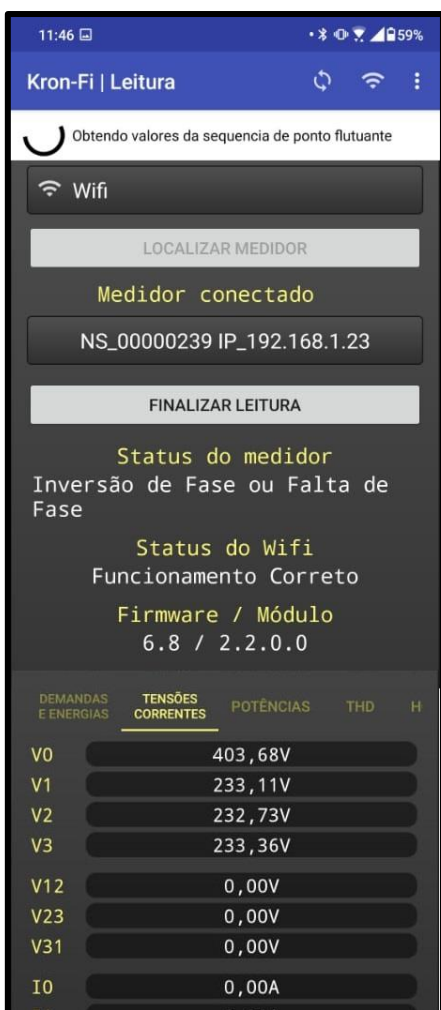 11:46 59%
Kron-Fi | Leitura
Obtendo valores da sequencia de ponto flutuante
Wifi
LOCALIZAR MEDIDOR
Medidor conectado
NS_00000239 IP_192.168.1.23
FINALIZAR LEITURA
Status do medidor
Inversão de Fase ou Falta de
Fase
Status do Wifi
Funcionamento Correto
Firmware / Módulo
6.8 / 2.2.0.0
DEMANDAS
E ENERGIAS
TENSÕES
CORRENTES
POTÊNCIAS
THD
H
V0 403,68V
V1 233,11V
V2 232,73V
V3 233,36V
V12 0,00V
V23 0,00V
V31 0,00V
I0 0,00A